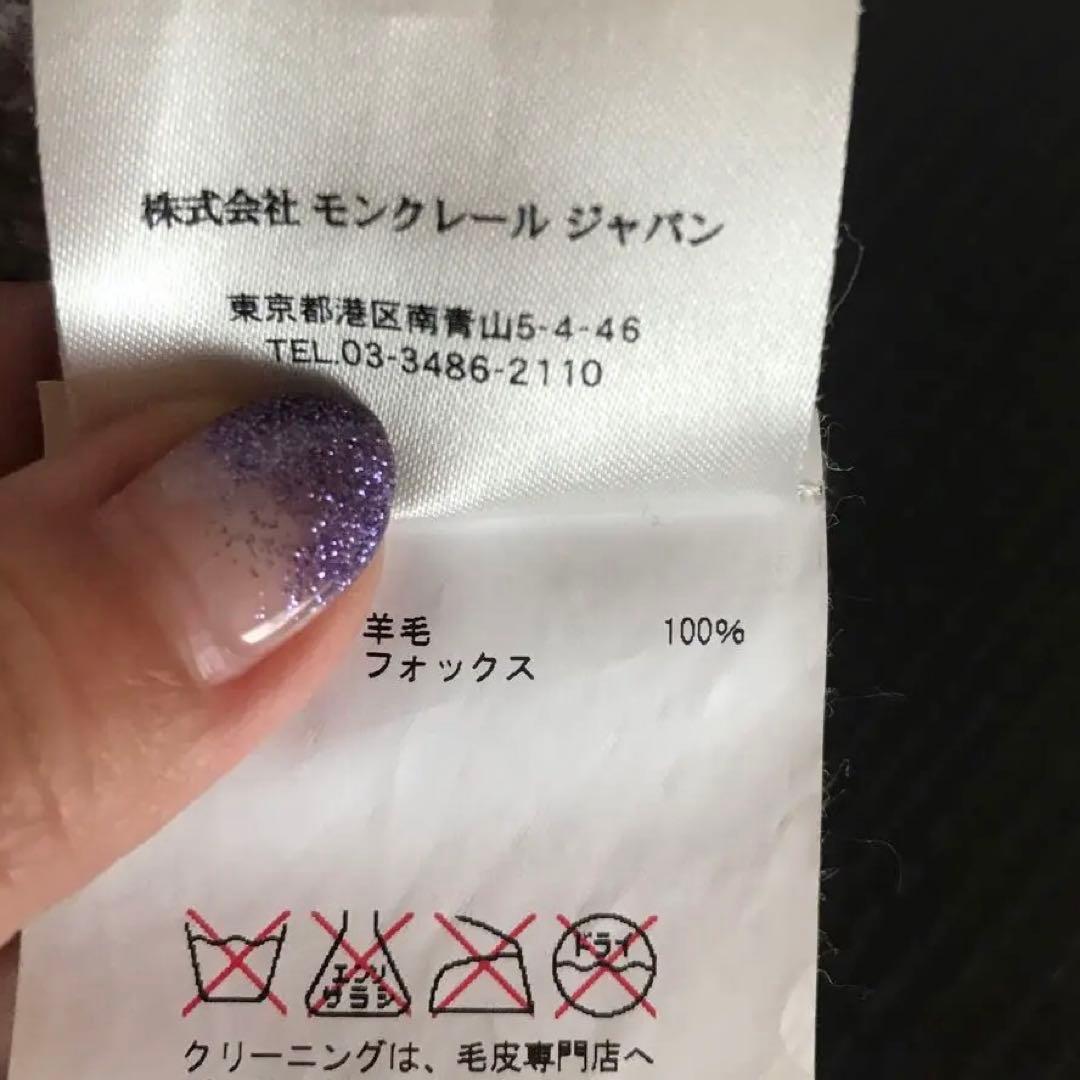 株式会社 モンクレール ジャパン
東京都港区南青山5-4-46
TEL.03-3486-2110
羊毛 100%
フォックス
エンソ
サラシ
ドライ
クリーニングは、毛皮専門店へ